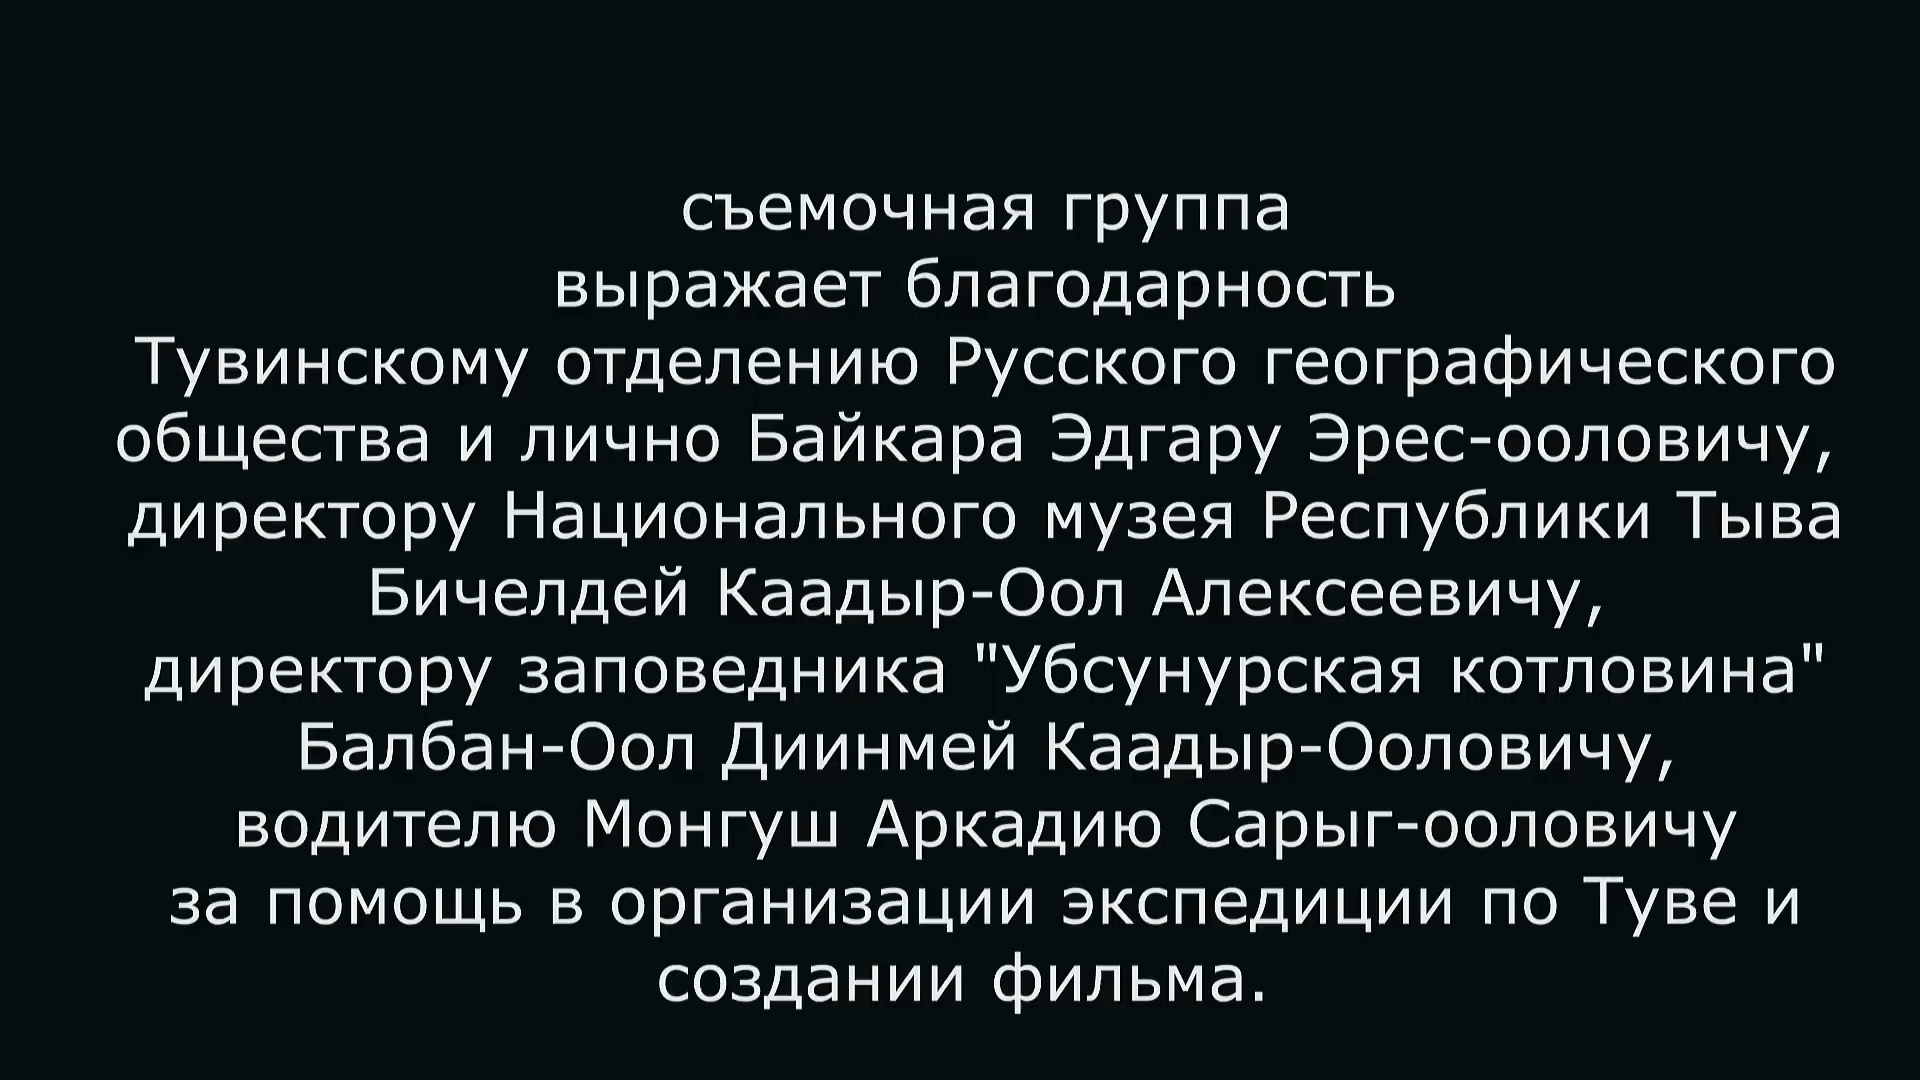 съемочная группа
выражает благодарность
Тувинскому отделению Русского географического
общества и лично Байкара Эдгару Эрес-ооловичу,
директору Национального музея Республики Тыва
Бичелдей Каадыр-Оол Алексеевичу,
директору заповедника "Убсунурская котловина"
Балбан-Оол Диинмей Каадыр-Ооловичу,
водителю Монгуш Аркадию Сарыг-ооловичу
за помощь в организации экспедиции по Туве и
создании фильма.